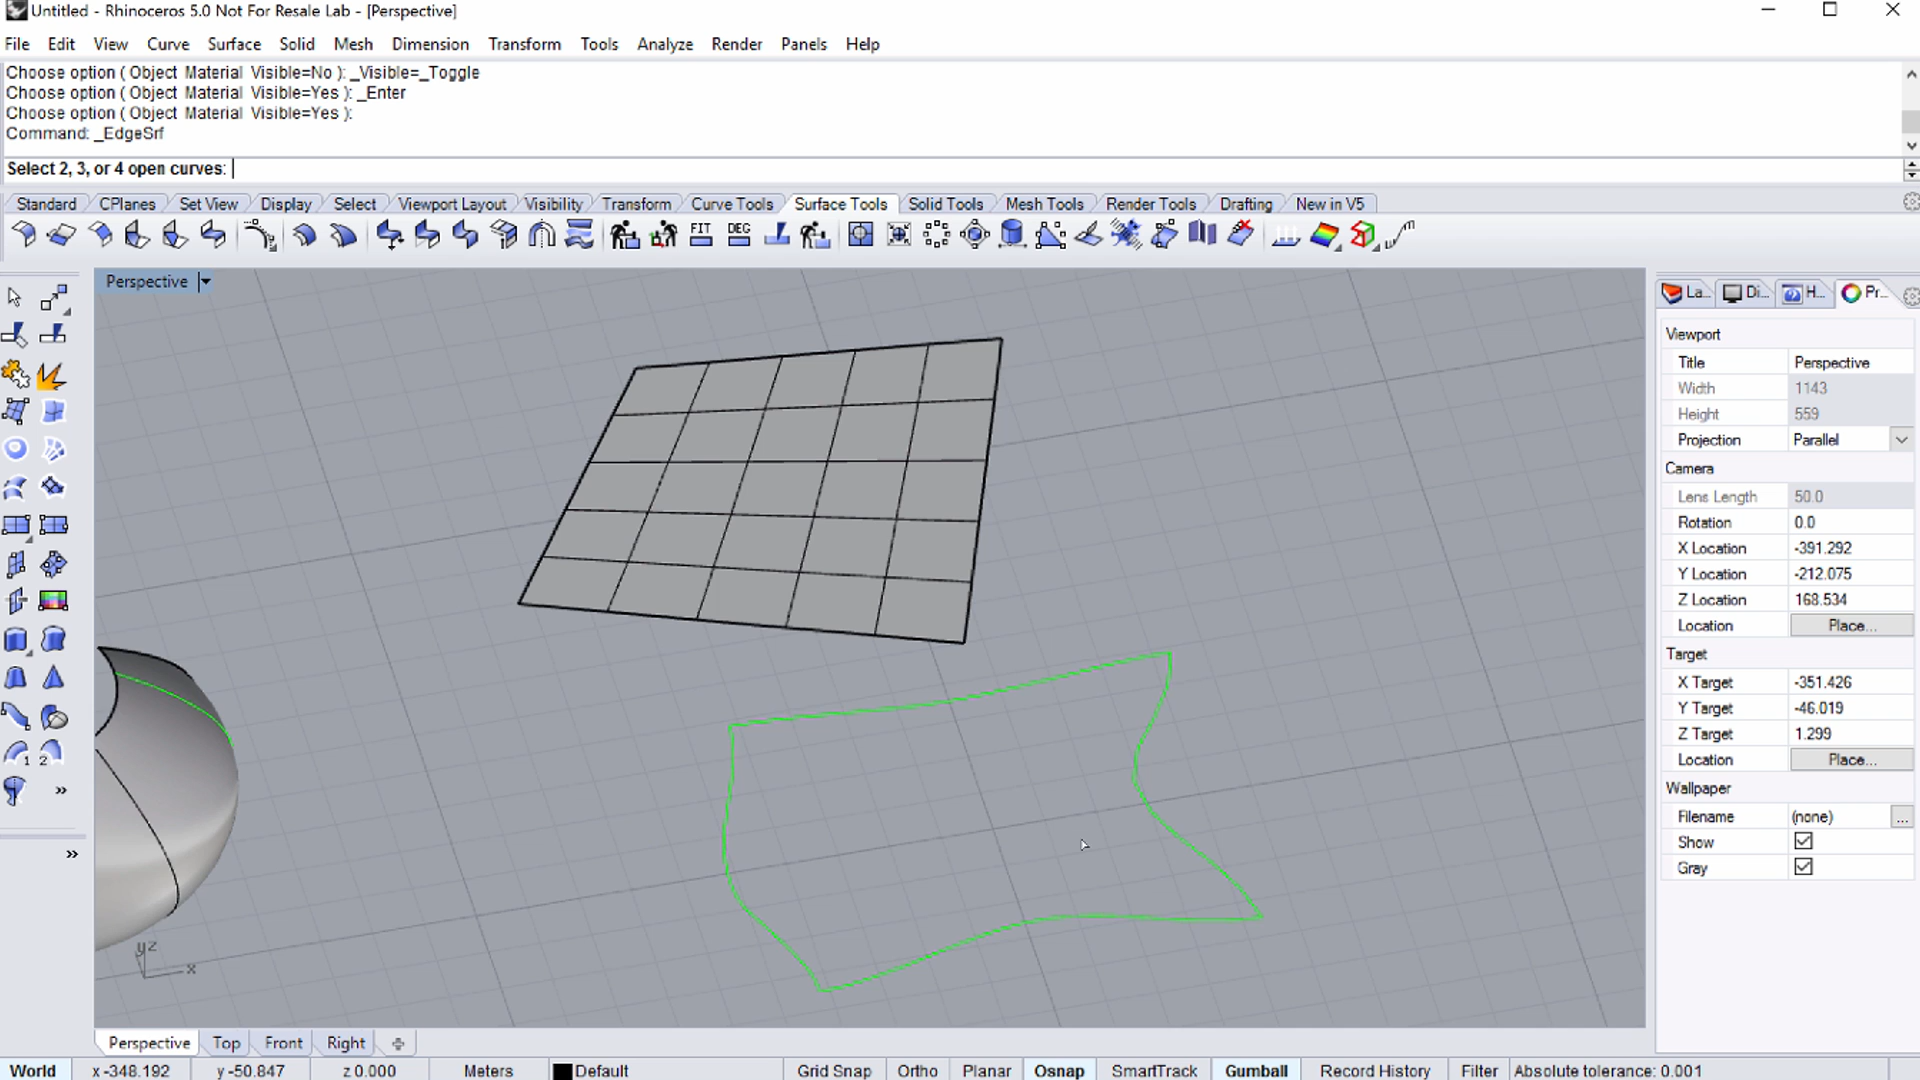 Untitled - Rhinoceros 5.0 Not For Resale Lab - [Perspective]
File Edit View Curve Surface Solid Mesh Dimension Transform Tools Analyze Render Panels Help
Choose option ( Object Material Visible=No ): _Visible=_Toggle
Choose option ( Object Material Visible=Yes ): _Enter
Choose option ( Object Material Visible=Yes ):
Command: _EdgeSrf
Select 2, 3, or 4 open curves:
Standard CPlanes Set View Display Select Viewport Layout Visibility Transform Curve Tools Surface Tools Solid Tools Mesh Tools Render Tools Drafting New in V5
FIT DEG
Perspective
La... Di... H... Pr...
Viewport
Title Perspective
Width 1143
Height 559
Projection Parallel
Camera
Lens Length 50.0
Rotation 0.0
X Location -391.292
Y Location -212.075
Z Location 168.534
Location Place...
Target
X Target -351.426
Y Target -46.019
Z Target 1.299
Location Place...
Wallpaper
Filename (none) ...
Show
Gray
1 2
y z
x
Perspective Top Front Right
World x -348.192 y -50.847 z 0.000 Meters Default Grid Snap Ortho Planar Osnap SmartTrack Gumball Record History Filter Absolute tolerance: 0.001